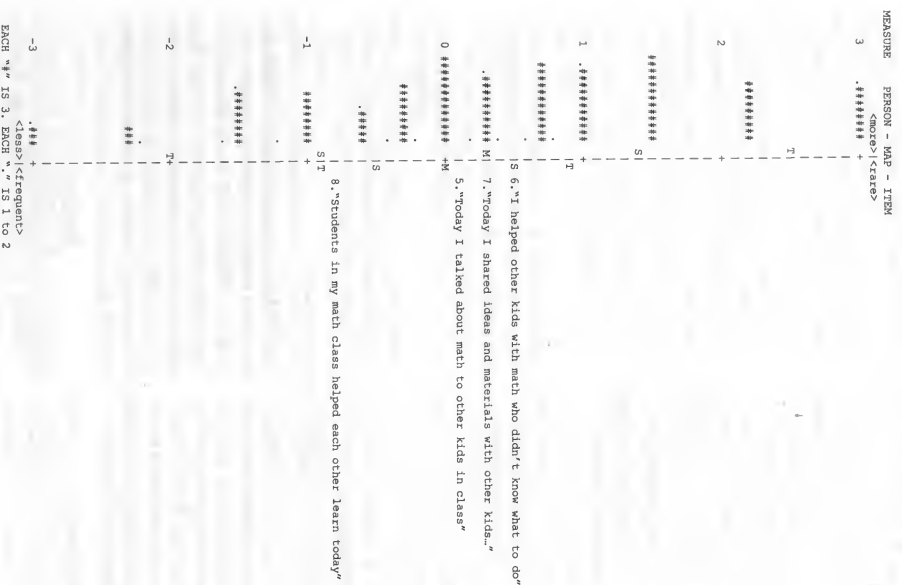 MEASURE PERSON - MAP - ITEM
<more>|<rare>
3 .######## +
|
T |
|
######## |
|
2 +
|
############ |
S |
|
1 .########### +
| T
########### |
. |
| S 6."I helped other kids with math who didn't know what to do"
.######### M| 7."Today I shared ideas and materials with other kids…"
. |
| 5."Today I talked about math to other kids in class"
0 ############ +M
. |
######## |
. |
| S
.##### |
S|T 8."Students in my math class helped each other learn today"
-1 ####### +
. |
.####### |
-2 T+
. |
### |
-3 .### +
<less>|<frequent>
EACH "#" IS 3. EACH "." IS 1 to 2